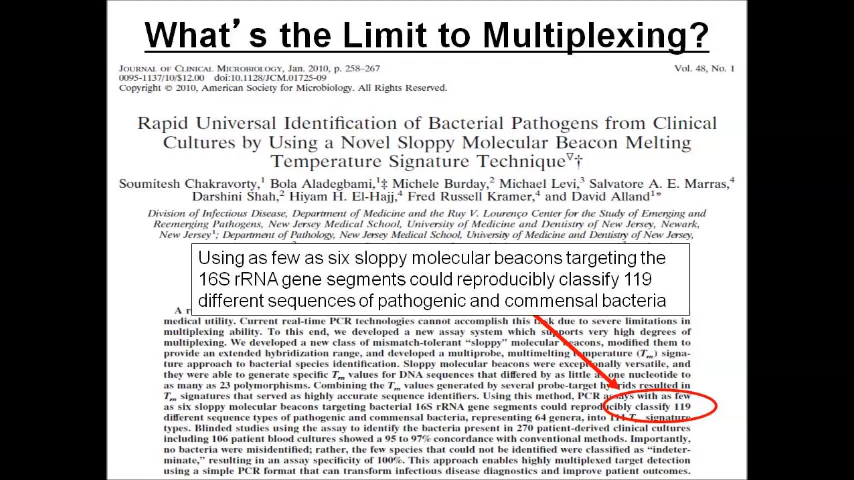 What's the Limit to Multiplexing?
JOURNAL OF CLINICAL MICROBIOLOGY, Jan. 2010, p. 258–267
Vol. 48, No. 1
0095-1137/10/$12.00 doi:10.1128/JCM.01725-09
Copyright © 2010, American Society for Microbiology. All Rights Reserved.
Rapid Universal Identification of Bacterial Pathogens from Clinical
Cultures by Using a Novel Sloppy Molecular Beacon Melting
Temperature Signature Technique▽†
Soumitesh Chakravorty,1 Bola Aladegbami,1‡ Michele Burday,2 Michael Levi,3 Salvatore A. E. Marras,4
Darshini Shah,2 Hiyam H. El-Hajj,4 Fred Russell Kramer,4 and David Alland1*
Division of Infectious Disease, Department of Medicine and the Ruy V. Lourenço Center for the Study of Emerging and
Reemerging Pathogens, New Jersey Medical School, University of Medicine and Dentistry of New Jersey, Newark,
New Jersey1; Department of Pathology, New Jersey Medical School, University of Medicine and Dentistry of New Jersey,
Using as few as six sloppy molecular beacons targeting the
16S rRNA gene segments could reproducibly classify 119
different sequences of pathogenic and commensal bacteria
A r
medical utility. Current real-time PCR technologies cannot accomplish this task due to severe limitations in
multiplexing ability. To this end, we developed a new assay system which supports very high degrees of
multiplexing. We developed a new class of mismatch-tolerant “sloppy” molecular beacons, modified them to
provide an extended hybridization range, and developed a multiprobe, multimelting temperature (Tm) signa-
ture approach to bacterial species identification. Sloppy molecular beacons were exceptionally versatile, and
they were able to generate specific Tm values for DNA sequences that differed by as little as one nucleotide to
as many as 23 polymorphisms. Combining the Tm values generated by several probe-target hybrids resulted in
Tm signatures that served as highly accurate sequence identifiers. Using this method, PCR assays with as few
as six sloppy molecular beacons targeting bacterial 16S rRNA gene segments could reproducibly classify 119
different sequence types of pathogenic and commensal bacteria, representing 64 genera, into 114 Tm signature
types. Blinded studies using the assay to identify the bacteria present in 270 patient-derived clinical cultures
including 106 patient blood cultures showed a 95 to 97% concordance with conventional methods. Importantly,
no bacteria were misidentified; rather, the few species that could not be identified were classified as “indeter-
minate,” resulting in an assay specificity of 100%. This approach enables highly multiplexed target detection
using a simple PCR format that can transform infectious disease diagnostics and improve patient outcomes.